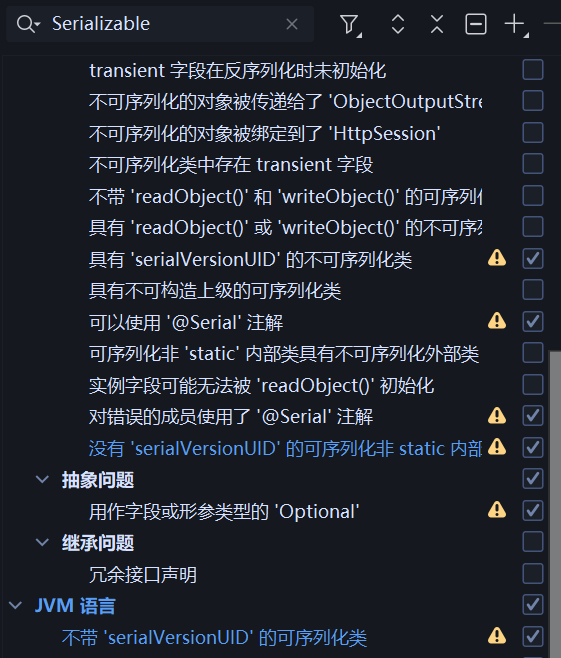 Serializable
transient 字段在反序列化时未初始化
不可序列化的对象被传递给了 'ObjectOutputStre
不可序列化的对象被绑定到了 'HttpSession'
不可序列化类中存在 transient 字段
不带 'readObject()' 和 'writeObject()' 的可序列化
具有 'readObject()' 或 'writeObject()' 的不可序列
具有 'serialVersionUID' 的不可序列化类
具有不可构造上级的可序列化类
可以使用 '@Serial' 注解
可序列化非 'static' 内部类具有不可序列化外部类
实例字段可能无法被 'readObject()' 初始化
对错误的成员使用了 '@Serial' 注解
没有 'serialVersionUID' 的可序列化非 static 内部
抽象问题
用作字段或形参类型的 'Optional'
继承问题
冗余接口声明
JVM 语言
不带 'serialVersionUID' 的可序列化类